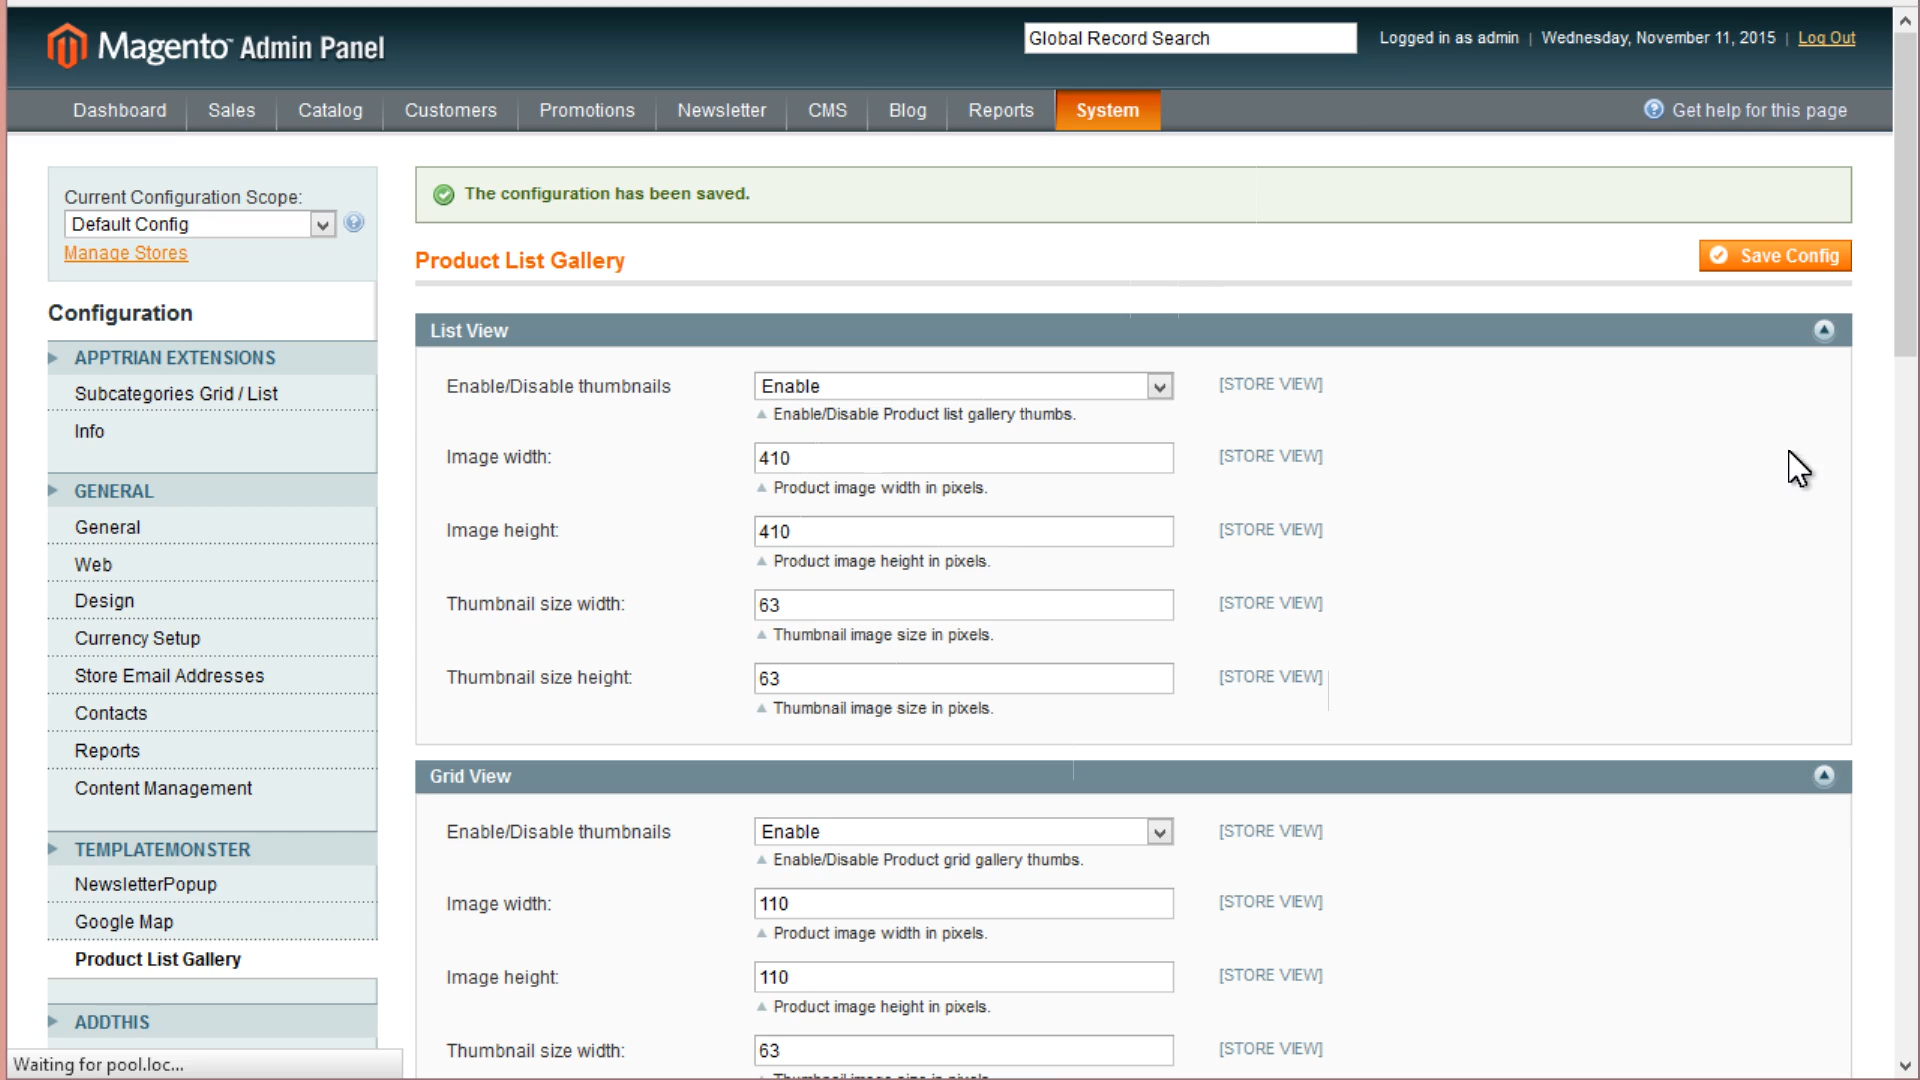 Magento™ Admin Panel
Global Record Search
Logged in as admin | Wednesday, November 11, 2015 | Log Out
Dashboard
Sales
Catalog
Customers
Promotions
Newsletter
CMS
Blog
Reports
System
Get help for this page
Current Configuration Scope:
Default Config
Manage Stores
Configuration
APPTRIAN EXTENSIONS
Subcategories Grid / List
Info
GENERAL
General
Web
Design
Currency Setup
Store Email Addresses
Contacts
Reports
Content Management
TEMPLATEMONSTER
NewsletterPopup
Google Map
Product List Gallery
ADDTHIS
The configuration has been saved.
Product List Gallery
Save Config
List View
Enable/Disable thumbnails
Enable
[STORE VIEW]
Enable/Disable Product list gallery thumbs.
Image width:
410
[STORE VIEW]
Product image width in pixels.
Image height:
410
[STORE VIEW]
Product image height in pixels.
Thumbnail size width:
63
[STORE VIEW]
Thumbnail image size in pixels.
Thumbnail size height:
63
[STORE VIEW]
Thumbnail image size in pixels.
Grid View
Enable/Disable thumbnails
Enable
[STORE VIEW]
Enable/Disable Product grid gallery thumbs.
Image width:
110
[STORE VIEW]
Product image width in pixels.
Image height:
110
[STORE VIEW]
Product image height in pixels.
Thumbnail size width:
63
[STORE VIEW]
Waiting for pool.loc...